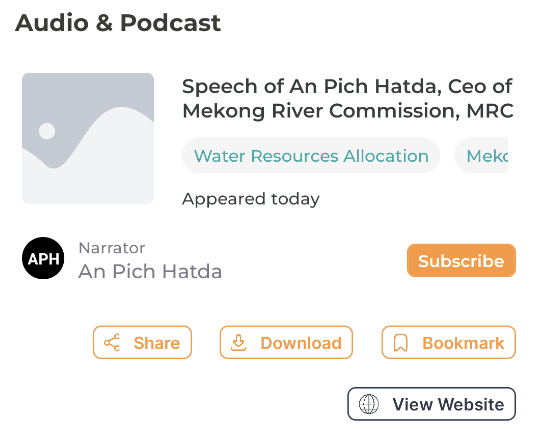 Audio & Podcast
Speech of An Pich Hatda, Ceo of
Mekong River Commission, MRC
Water Resources Allocation
Appeared today
APH
Narrator
An Pich Hatda
Subscribe
Share
Download
Bookmark
View Website